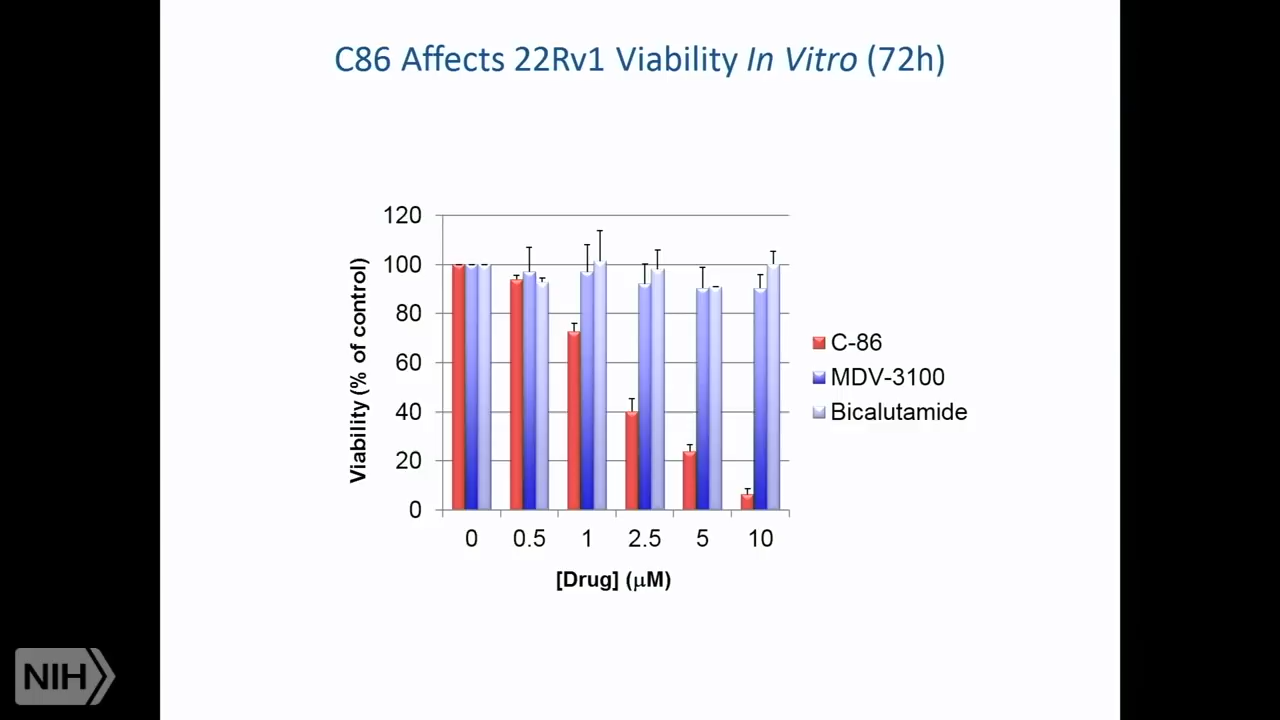 C86 Affects 22Rv1 Viability In Vitro (72h)
120
100
80
60
40
20
0
Viability (% of control)
0 0.5 1 2.5 5 10
[Drug] (μM)
C-86
MDV-3100
Bicalutamide
NIH